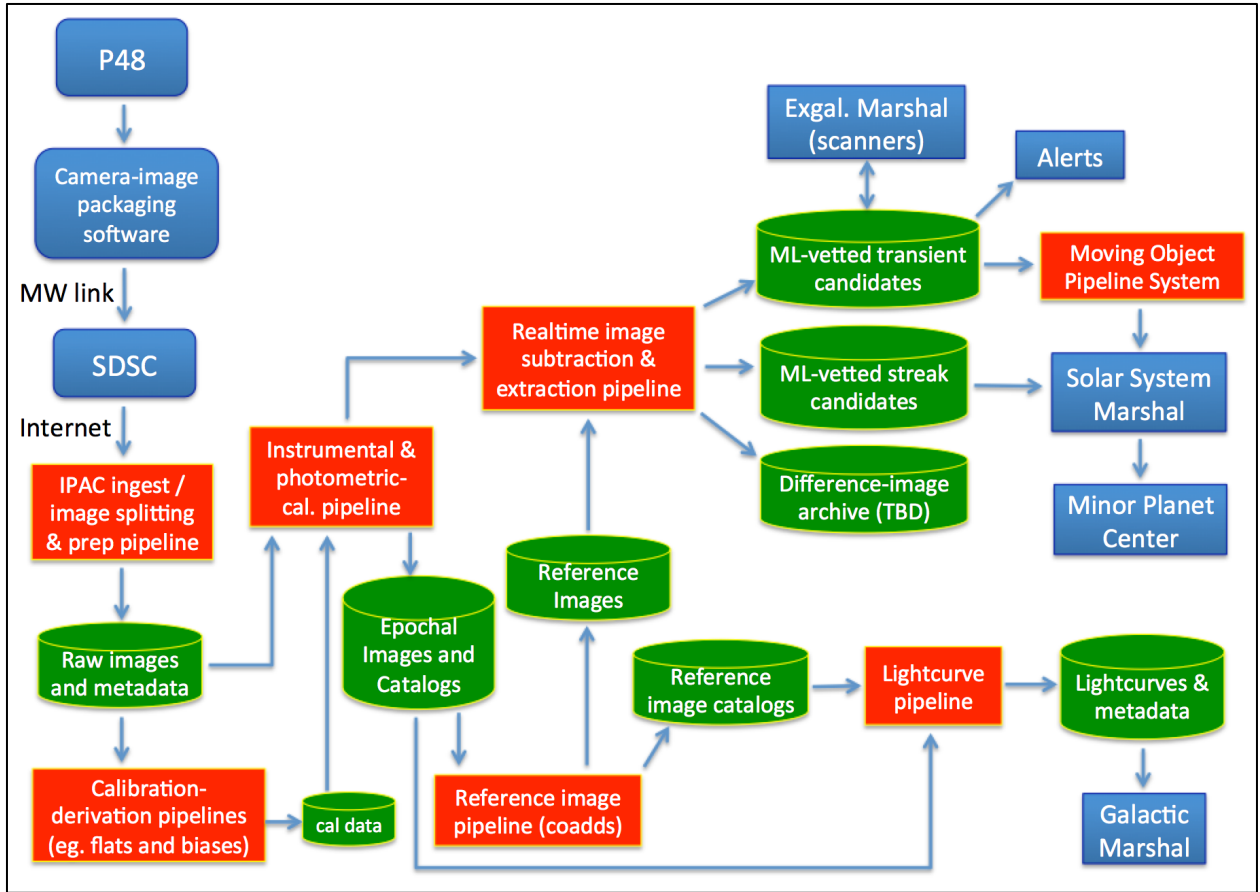 P48
Camera-image
packaging
software
MW link
SDSC
Internet
IPAC ingest /
image splitting
& prep pipeline
Raw images
and metadata
Calibration-
derivation pipelines
(eg. flats and biases)
cal data
Instrumental &
photometric-
cal. pipeline
Epochal
Images and
Catalogs
Reference image
pipeline (coadds)
Reference
Images
Realtime image
subtraction &
extraction pipeline
Exgal. Marshal
(scanners)
Alerts
ML-vetted transient
candidates
Moving Object
Pipeline System
ML-vetted streak
candidates
Solar System
Marshal
Difference-image
archive (TBD)
Minor Planet
Center
Reference
image catalogs
Lightcurve
pipeline
Lightcurves &
metadata
Galactic
Marshal